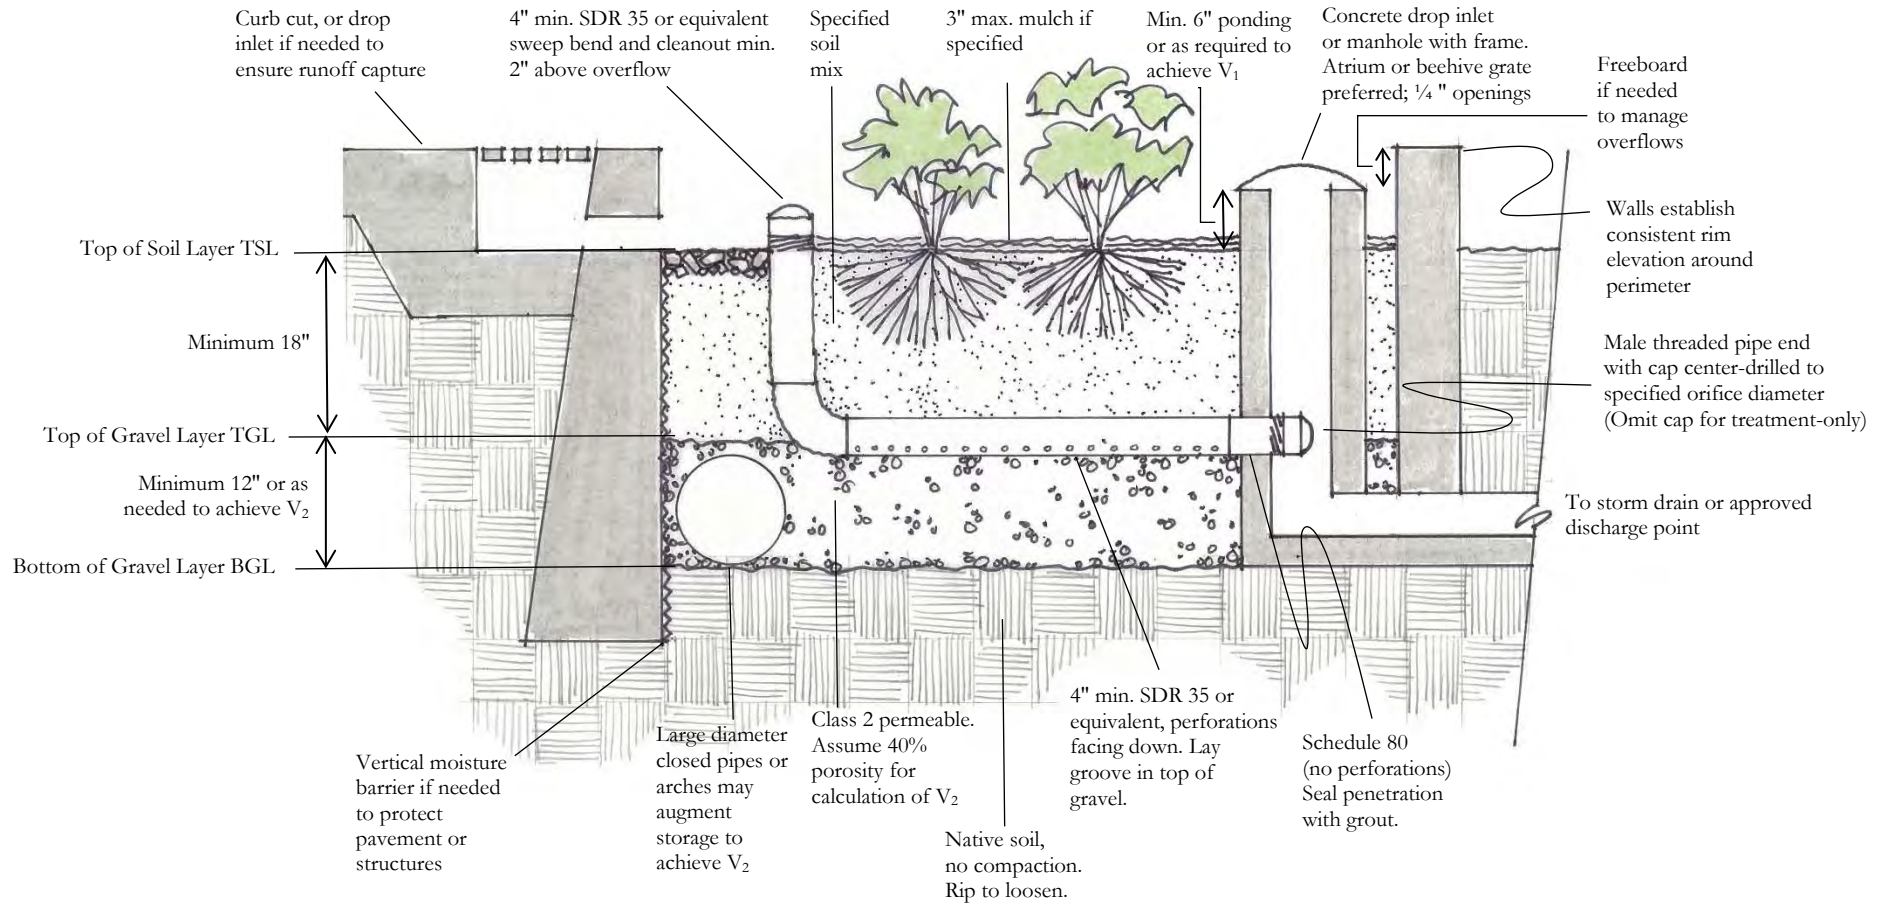 Curb cut, or drop
inlet if needed to
ensure runoff capture
4" min. SDR 35 or equivalent
sweep bend and cleanout min.
2" above overflow
Specified
soil
mix
3" max. mulch if
specified
Min. 6" ponding
or as required to
achieve V₁
Concrete drop inlet
or manhole with frame.
Atrium or beehive grate
preferred; ¼ " openings
Freeboard
if needed
to manage
overflows
Walls establish
consistent rim
elevation around
perimeter
Male threaded pipe end
with cap center-drilled to
specified orifice diameter
(Omit cap for treatment-only)
To storm drain or approved
discharge point
Top of Soil Layer TSL
Minimum 18"
Top of Gravel Layer TGL
Minimum 12" or as
needed to achieve V₂
Bottom of Gravel Layer BGL
Vertical moisture
barrier if needed
to protect
pavement or
structures
Large diameter
closed pipes or
arches may
augment
storage to
achieve V₂
Class 2 permeable.
Assume 40%
porosity for
calculation of V₂
Native soil,
no compaction.
Rip to loosen.
4" min. SDR 35 or
equivalent, perforations
facing down. Lay
groove in top of
gravel.
Schedule 80
(no perforations)
Seal penetration
with grout.